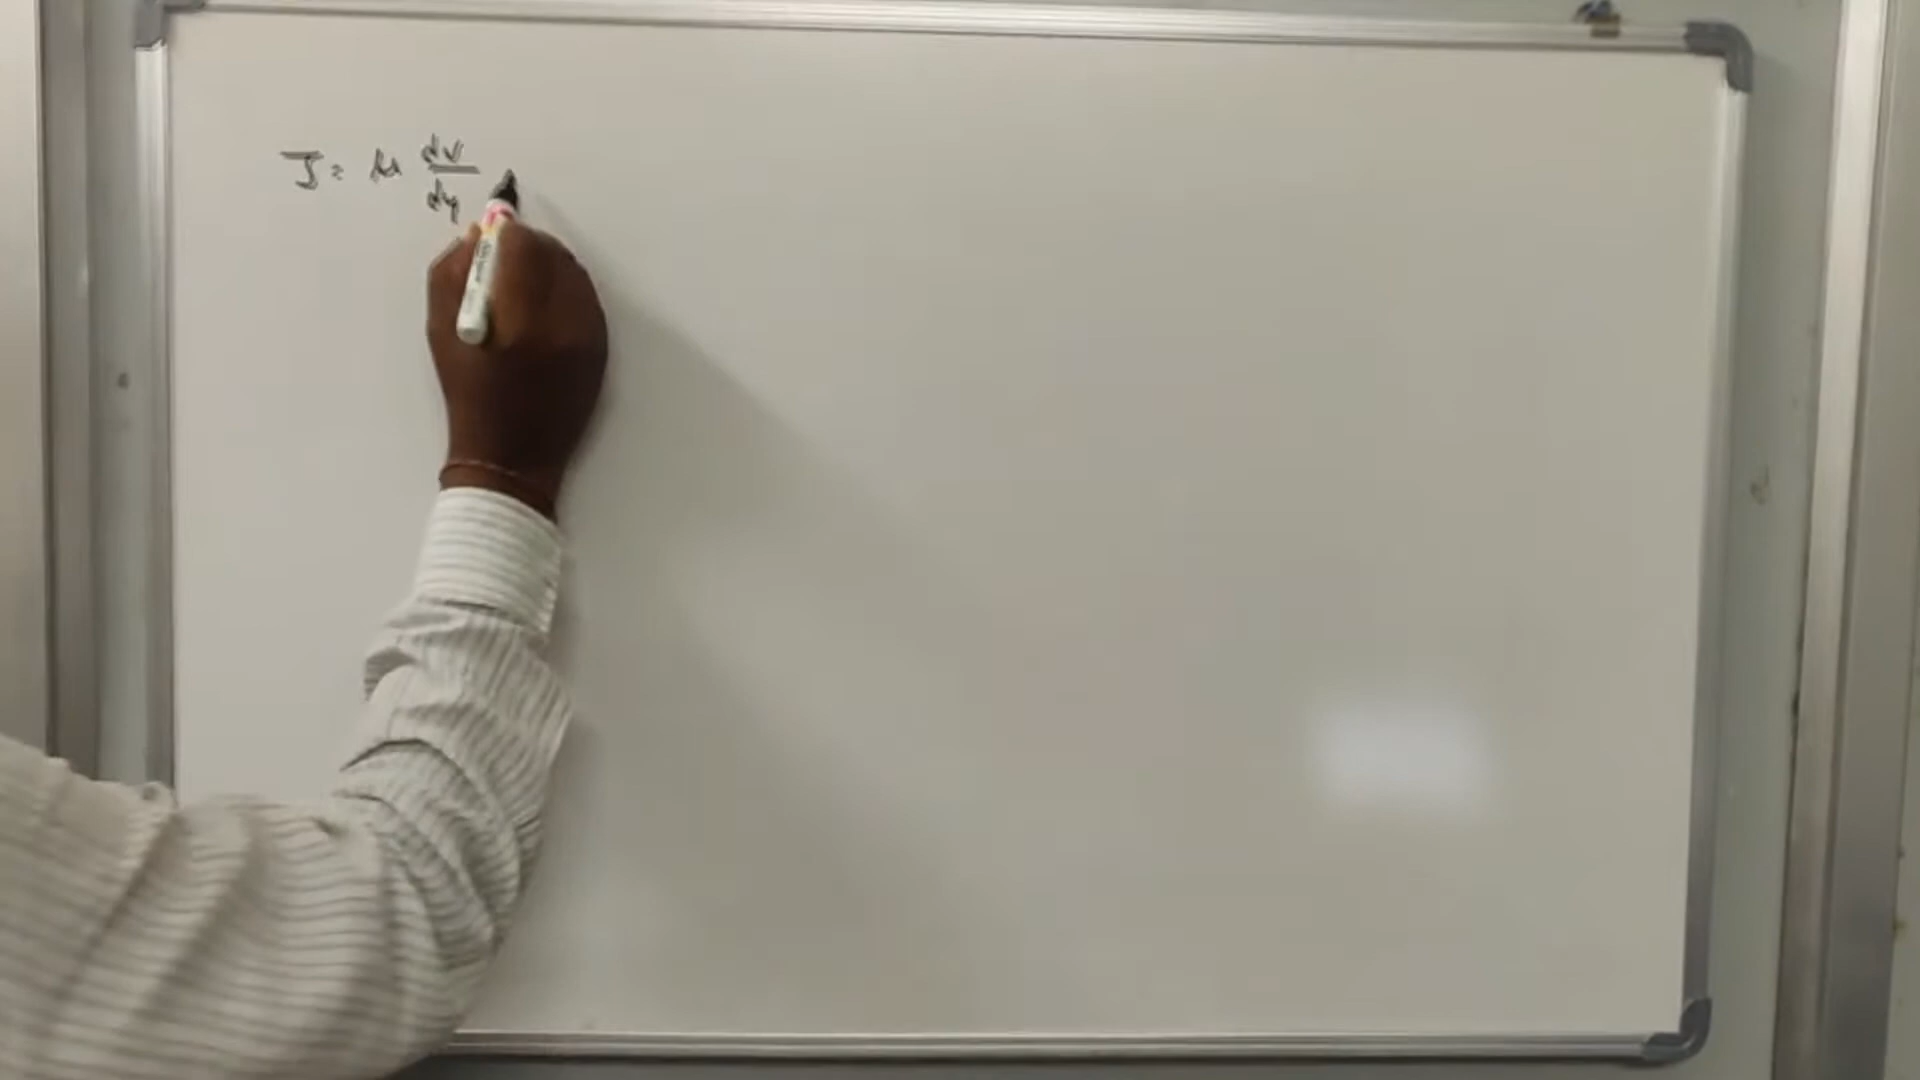 τ = μ dv/dy